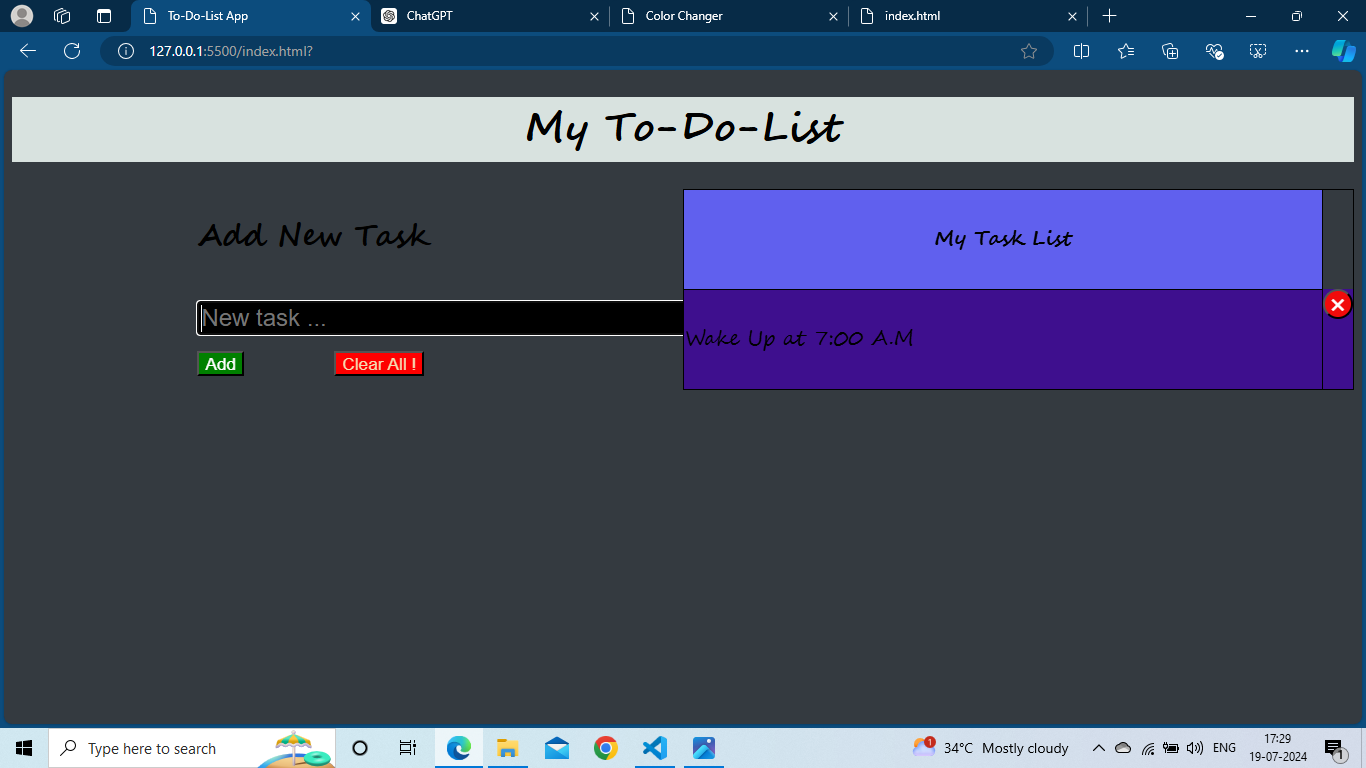 To-Do-List App
ChatGPT
Color Changer
index.html
127.0.0.1:5500/index.html?
My To-Do-List
Add New Task
My Task List
New task ...
Wake Up at 7:00 A.M
Add
Clear All !
Type here to search
1
34°C Mostly cloudy
ENG
17:29
19-07-2024
1